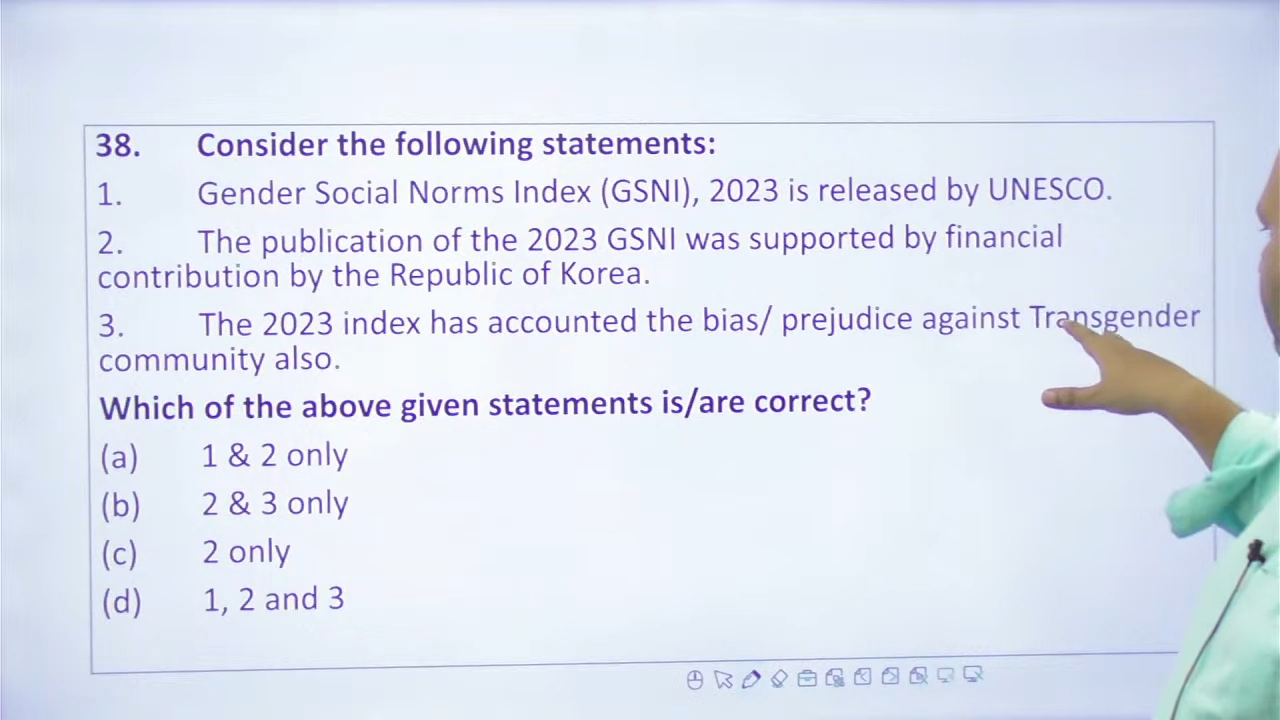 38. Consider the following statements:
1. Gender Social Norms Index (GSNI), 2023 is released by UNESCO.
2. The publication of the 2023 GSNI was supported by financial
contribution by the Republic of Korea.
3. The 2023 index has accounted the bias/ prejudice against Transgender
community also.
Which of the above given statements is/are correct?
(a) 1 & 2 only
(b) 2 & 3 only
(c) 2 only
(d) 1, 2 and 3